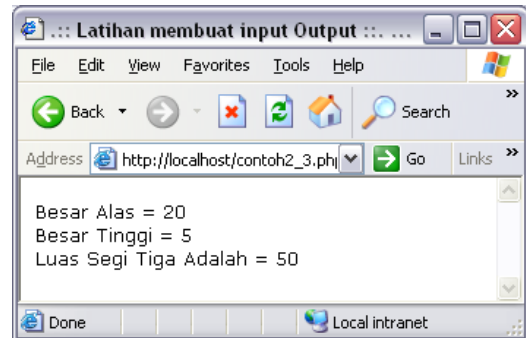 .:: Latihan membuat input Output ::. ...
File Edit View Favorites Tools Help
Back Search »
Address http://localhost/contoh2_3.php Go Links »
Besar Alas = 20
Besar Tinggi = 5
Luas Segi Tiga Adalah = 50
Done Local intranet